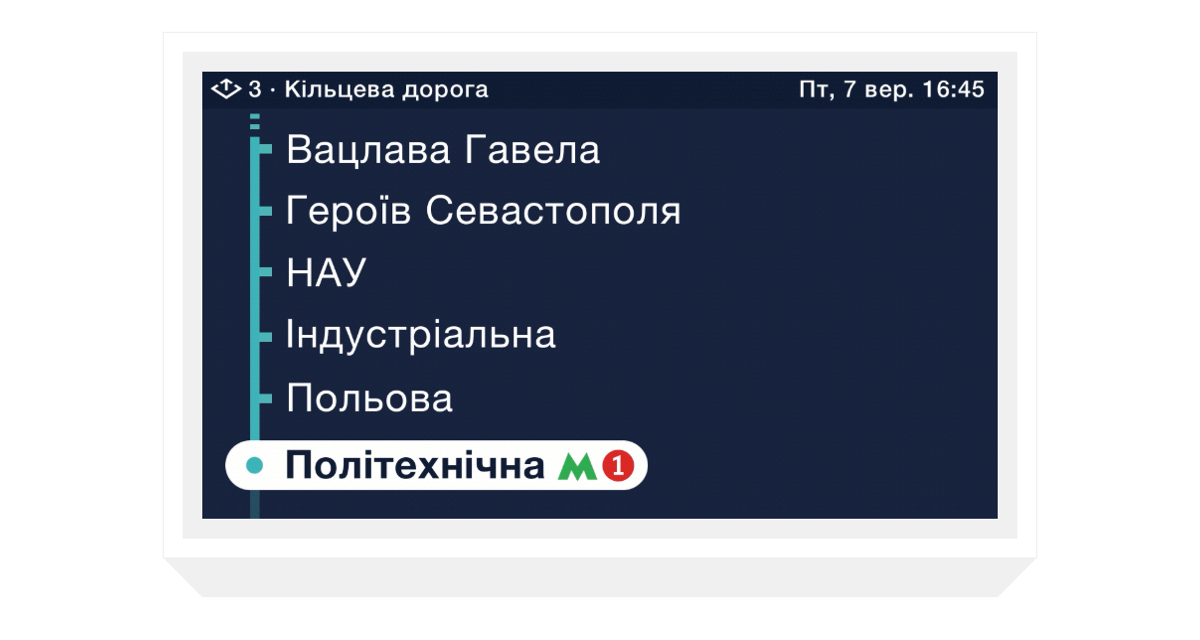 3 · Кільцева дорога Пт, 7 вер. 16:45
Вацлава Гавела
Героїв Севастополя
НАУ
Індустріальна
Польова
Політехнічна М 1